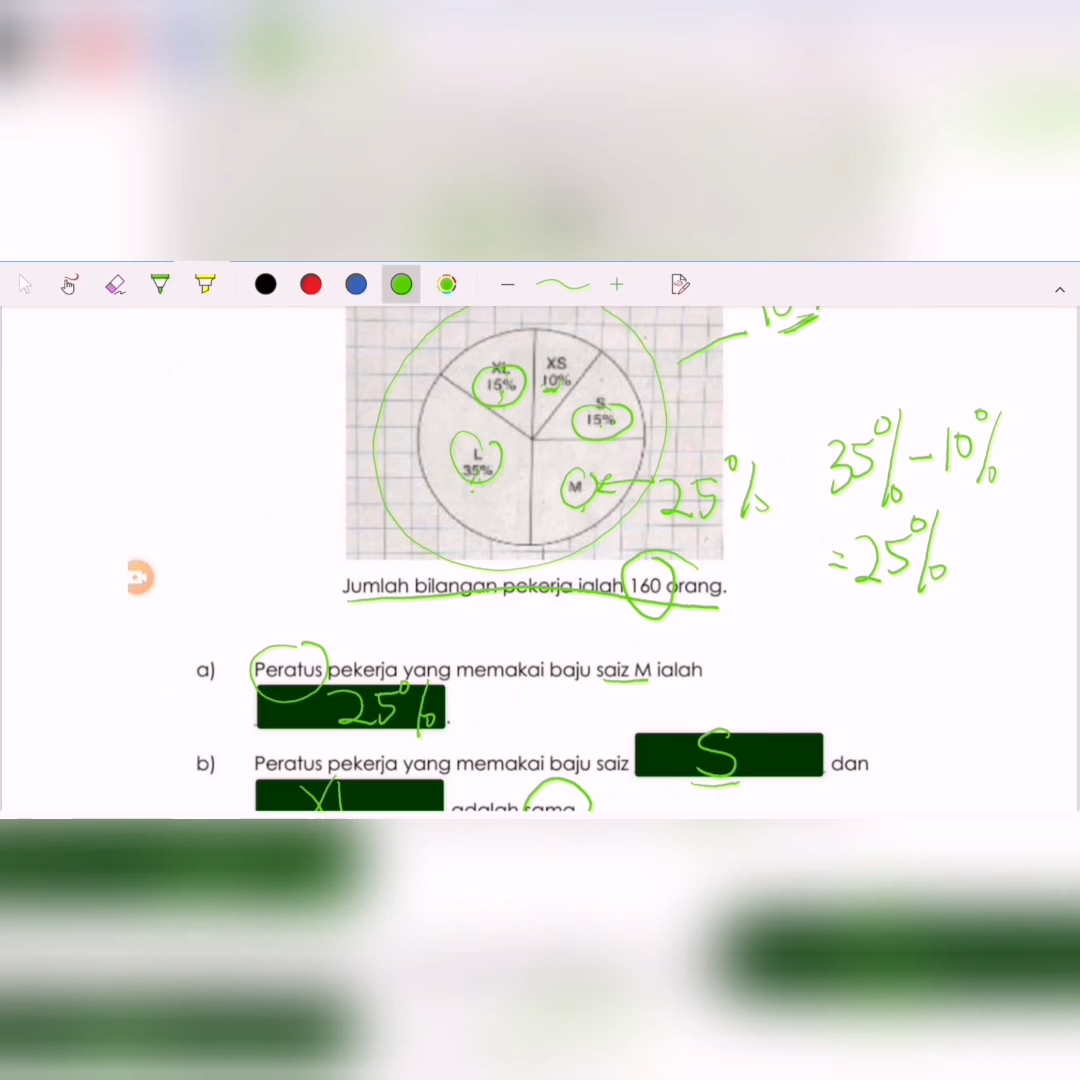 XL
15%
XS
10%
S
15%
L
35%
M
25%
35% - 10%
= 25%
Jumlah bilangan pekerja ialah 160 orang.
a) Peratus pekerja yang memakai baju saiz M ialah
25% .
b) Peratus pekerja yang memakai baju saiz S dan
XL adalah sama